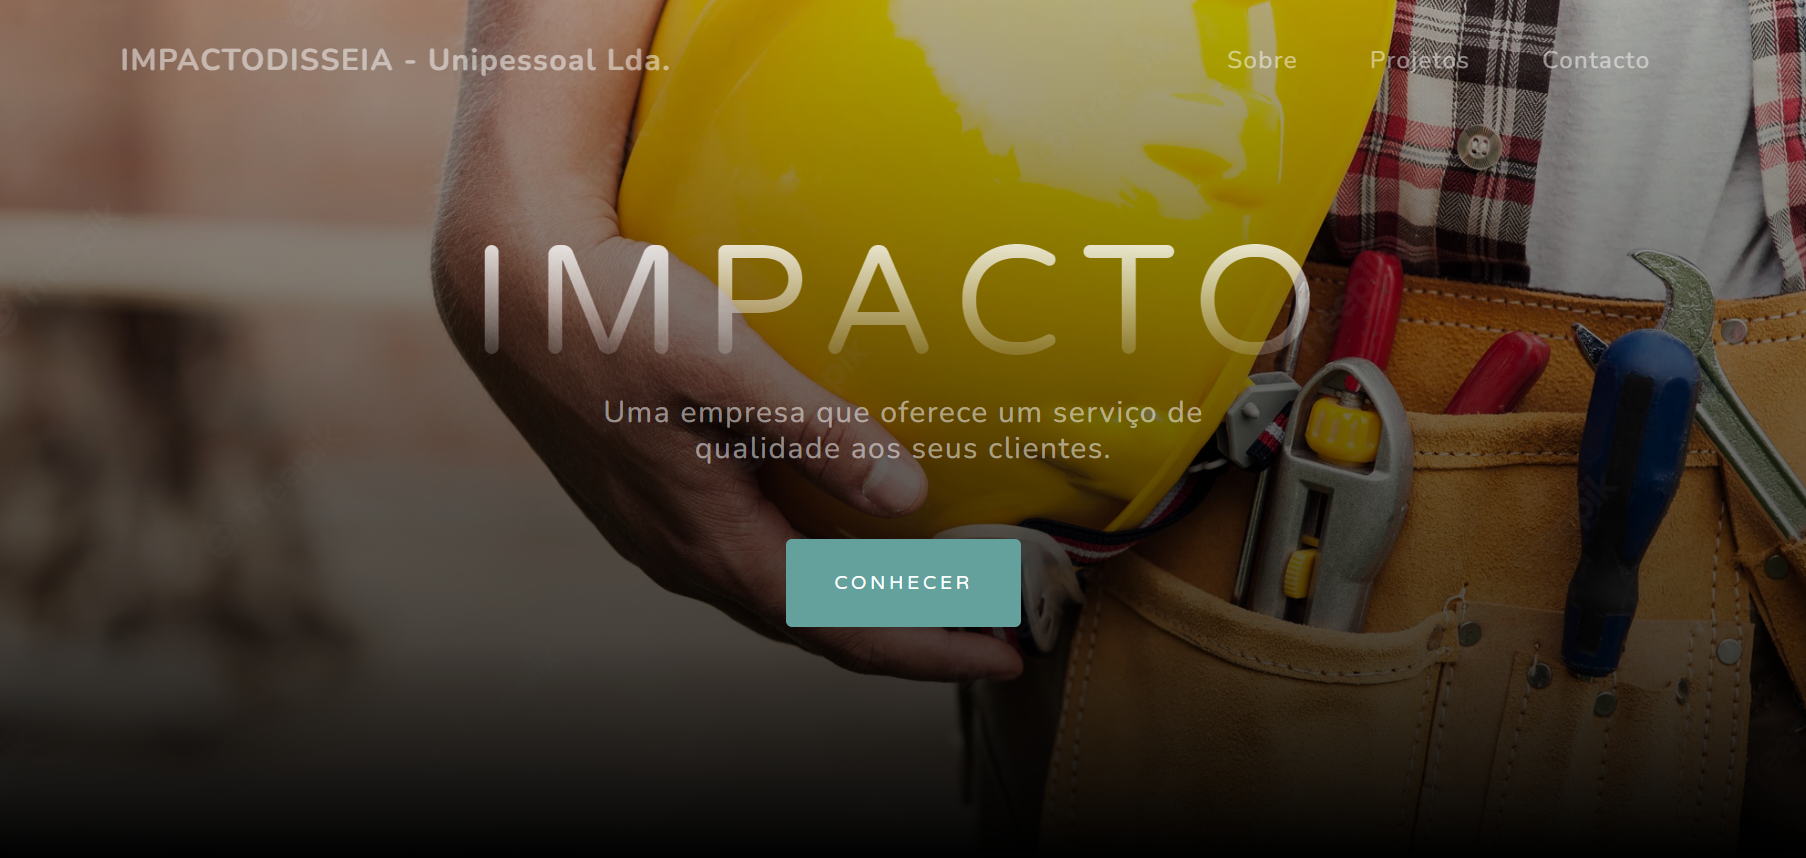 IMPACTODISSEIA - Unipessoal Lda.
Sobre
Projetos
Contacto
IMPACTO
Uma empresa que oferece um serviço de
qualidade aos seus clientes.
CONHECER